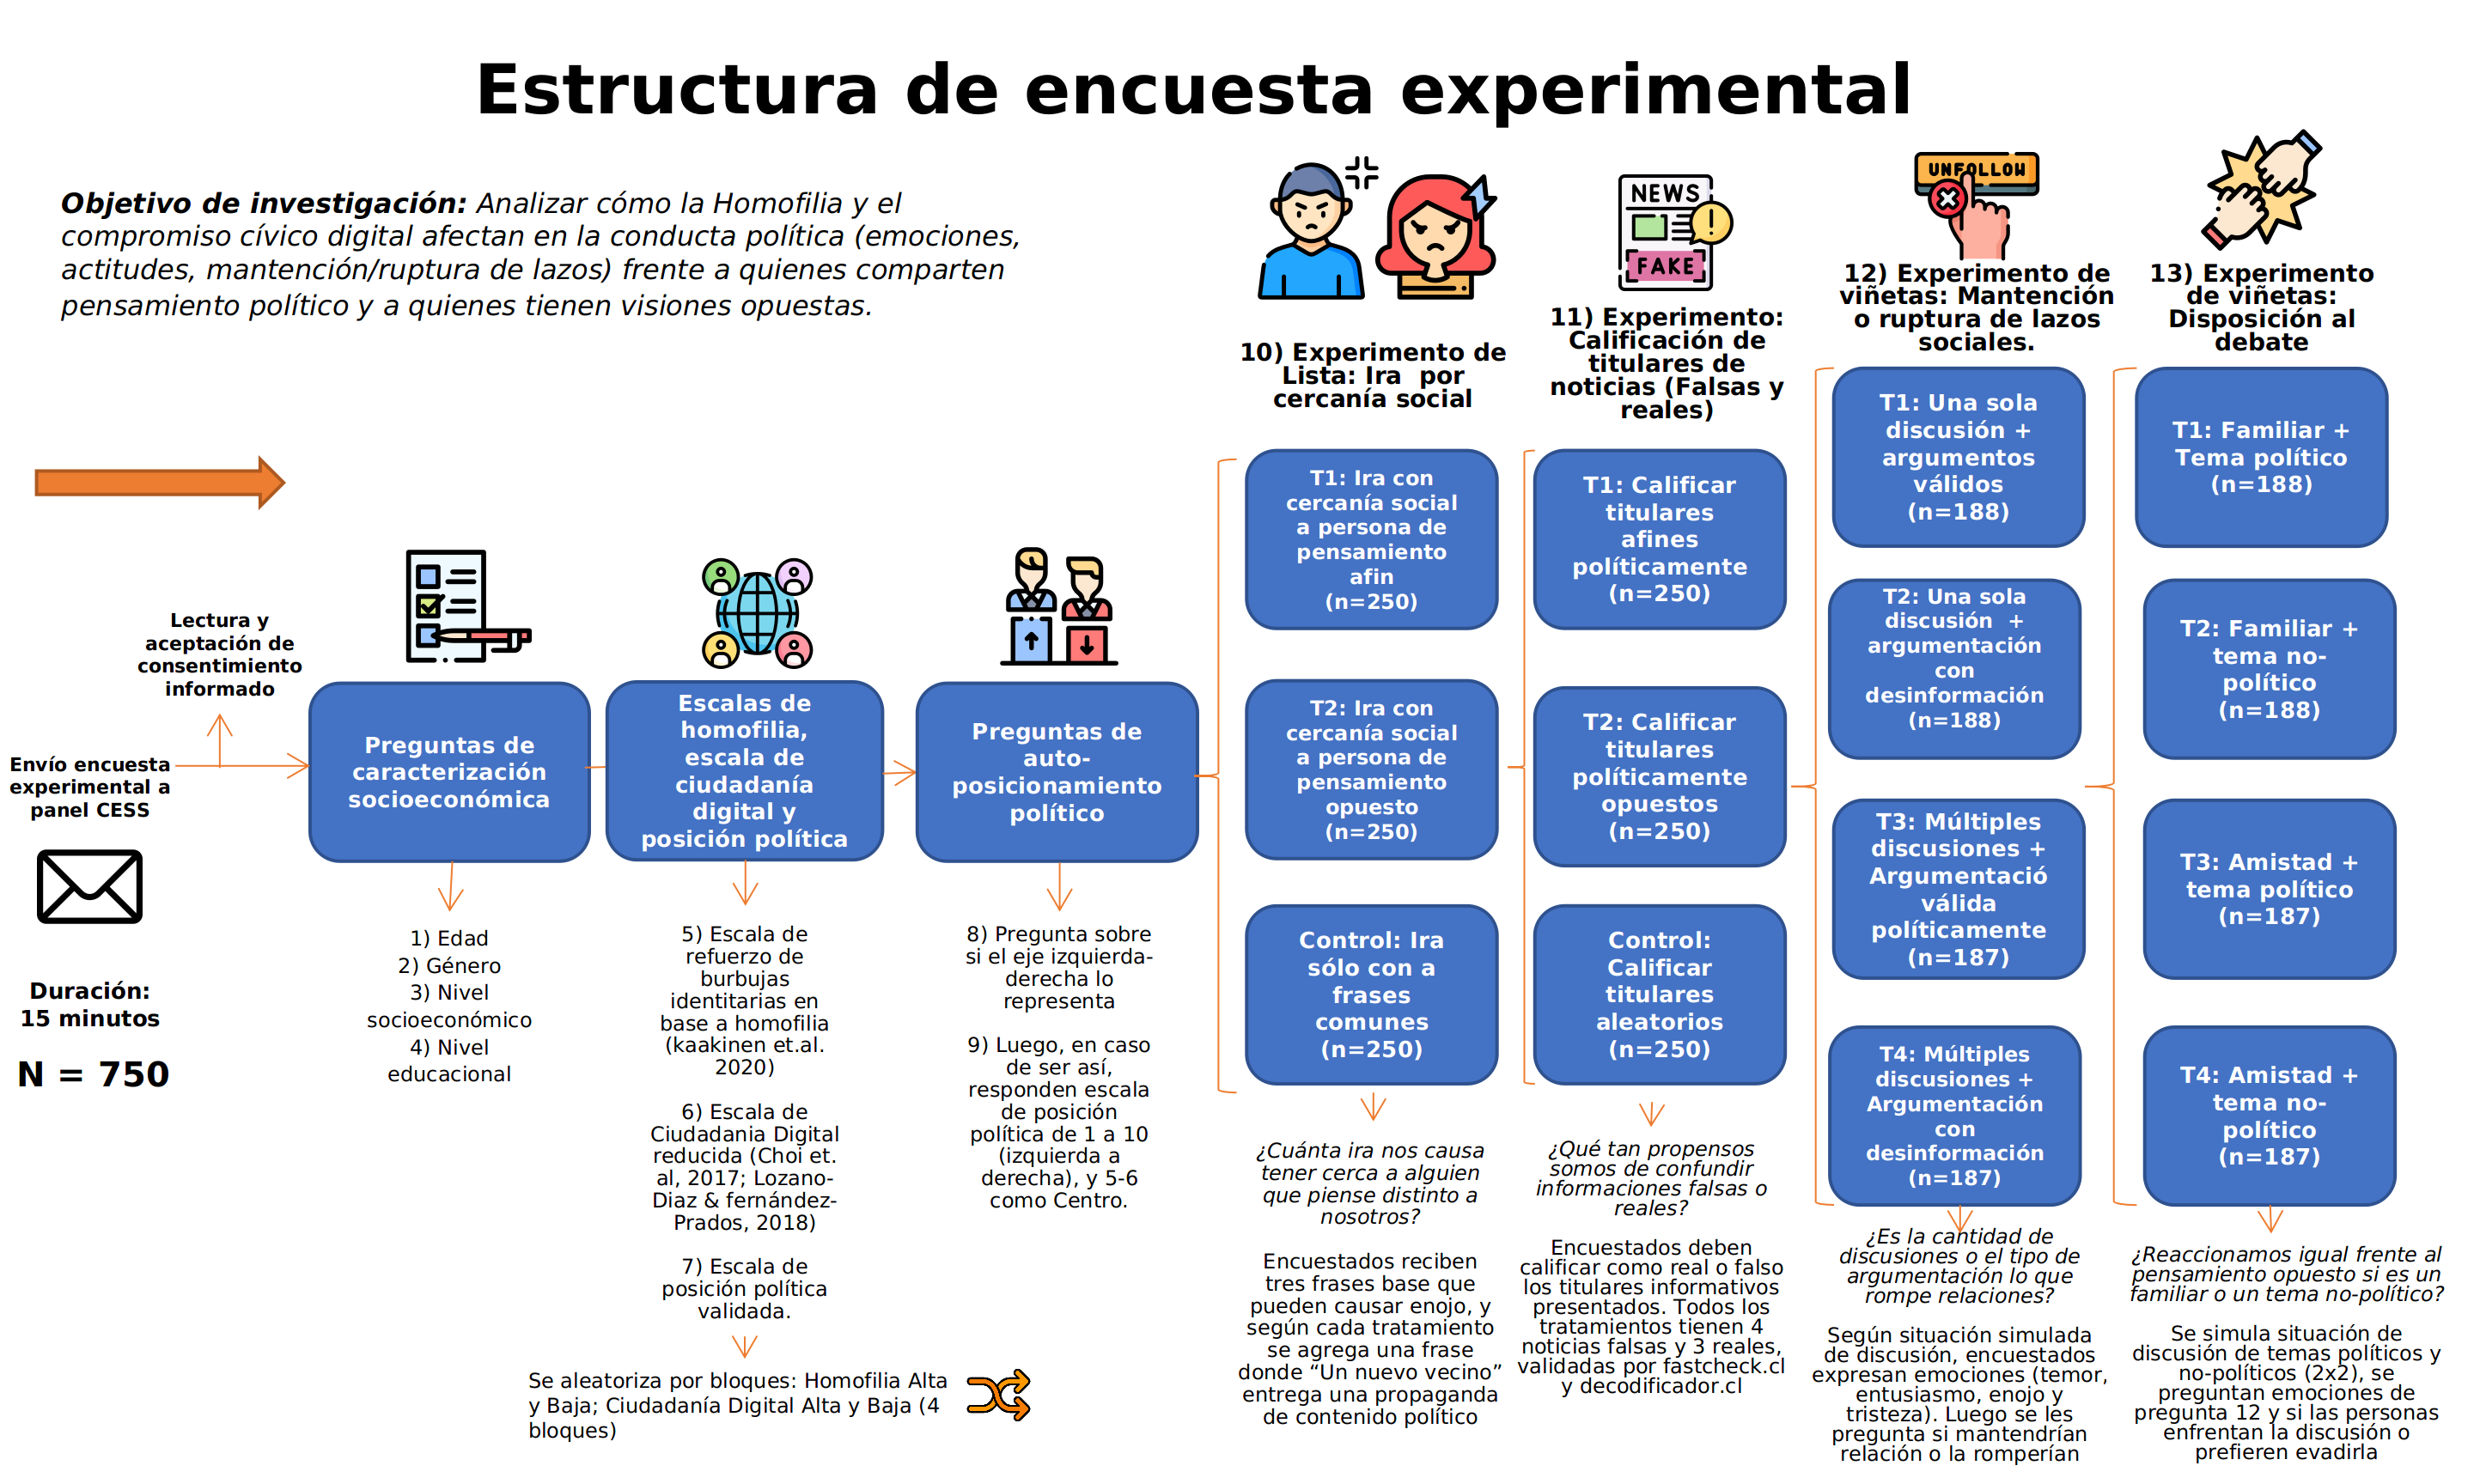 Estructura de encuesta experimental
Objetivo de investigación: Analizar cómo la Homofilia y el
compromiso cívico digital afectan en la conducta política (emociones,
actitudes, mantención/ruptura de lazos) frente a quienes comparten
pensamiento político y a quienes tienen visiones opuestas.
Lectura y
aceptación de
consentimiento
informado
Envío encuesta
experimental a
panel CESS
Duración:
15 minutos
N = 750
Preguntas de
caracterización
socioeconómica
1) Edad
2) Género
3) Nivel
socioeconómico
4) Nivel
educacional
Escalas de
homofilia,
escala de
ciudadanía
digital y
posición política
5) Escala de
refuerzo de
burbujas
identitarias en
base a homofilia
(kaakinen et.al.
2020)
6) Escala de
Ciudadania Digital
reducida (Choi et.
al, 2017; Lozano-
Diaz & fernández-
Prados, 2018)
7) Escala de
posición política
validada.
Se aleatoriza por bloques: Homofilia Alta
y Baja; Ciudadanía Digital Alta y Baja (4
bloques)
Preguntas de
auto-
posicionamiento
político
8) Pregunta sobre
si el eje izquierda-
derecha lo
representa
9) Luego, en caso
de ser así,
responden escala
de posición
política de 1 a 10
(izquierda a
derecha), y 5-6
como Centro.
10) Experimento de
Lista: Ira  por
cercanía social
T1: Ira con
cercanía social
a persona de
pensamiento
afin
(n=250)
T2: Ira con
cercanía social
a persona de
pensamiento
opuesto
(n=250)
Control: Ira
sólo con a
frases
comunes
(n=250)
¿Cuánta ira nos causa
tener cerca a alguien
que piense distinto a
nosotros?
Encuestados reciben
tres frases base que
pueden causar enojo, y
según cada tratamiento
se agrega una frase
donde “Un nuevo vecino”
entrega una propaganda
de contenido político
NEWS
FAKE
11) Experimento:
Calificación de
titulares de
noticias (Falsas y
reales)
T1: Calificar
titulares
afines
políticamente
(n=250)
T2: Calificar
titulares
políticamente
opuestos
(n=250)
Control:
Calificar
titulares
aleatorios
(n=250)
¿Qué tan propensos
somos de confundir
informaciones falsas o
reales?
Encuestados deben
calificar como real o falso
los titulares informativos
presentados. Todos los
tratamientos tienen 4
noticias falsas y 3 reales,
validadas por fastcheck.cl
y decodificador.cl
UNFOLLOW
12) Experimento de
viñetas: Mantención
o ruptura de lazos
sociales.
T1: Una sola
discusión +
argumentos
válidos
(n=188)
T2: Una sola
discusión  +
argumentación
con
desinformación
(n=188)
T3: Múltiples
discusiones +
Argumentació
válida
políticamente
(n=187)
T4: Múltiples
discusiones +
Argumentación
con
desinformación
(n=187)
¿Es la cantidad de
discusiones o el tipo de
argumentación lo que
rompe relaciones?
Según situación simulada
de discusión, encuestados
expresan emociones (temor,
entusiasmo, enojo y
tristeza). Luego se les
pregunta si mantendrían
relación o la romperían
13) Experimento
de viñetas:
Disposición al
debate
T1: Familiar +
Tema político
(n=188)
T2: Familiar +
tema no-
político
(n=188)
T3: Amistad +
tema político
(n=187)
T4: Amistad +
tema no-
político
(n=187)
¿Reaccionamos igual frente al
pensamiento opuesto si es un
familiar o un tema no-político?
Se simula situación de
discusión de temas políticos y
no-políticos (2x2), se
preguntan emociones de
pregunta 12 y si las personas
enfrentan la discusión o
prefieren evadirla